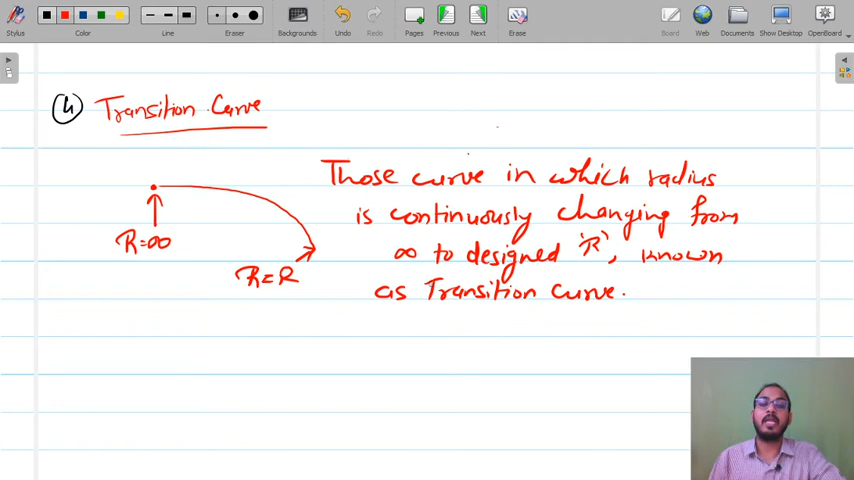 Stylus
Color
Line
Eraser
Backgrounds
Undo
Redo
Pages
Previous
Next
Erase
Board
Web
Documents
Show Desktop
OpenBoard
(4) Transition Curve
Those curve in which radius
is continuously changing from
∞ to designed 'R', known
as Transition curve.
R=∞
R=R